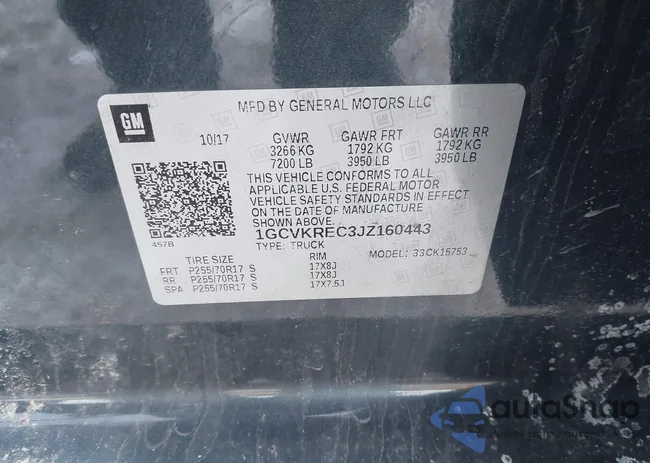 GM
MFD BY GENERAL MOTORS LLC
10/17 GVWR GAWR FRT GAWR RR
3266 KG 1792 KG 1792 KG
7200 LB 3950 LB 3950 LB
THIS VEHICLE CONFORMS TO ALL
APPLICABLE U.S. FEDERAL MOTOR
VEHICLE SAFETY STANDARDS IN EFFECT
ON THE DATE OF MANUFACTURE
SHOWN ABOVE.
1GCVKREC3JZ160443
457B
TYPE: TRUCK MODEL: 33CK15753
TIRE SIZE RIM
FRT P255/70R17 S 17X8J
RR P255/70R17 S 17X8J
SPA P255/70R17 S 17X7.5J
autoSnap